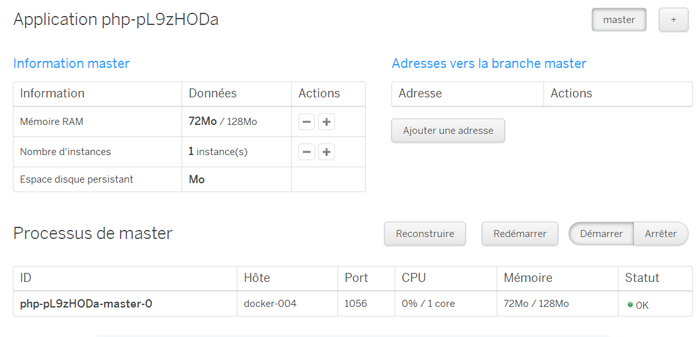 Application php-pL9zHODa
master
+
Information master
Information Données Actions
Mémoire RAM 72Mo / 128Mo − +
Nombre d'instances 1 instance(s) − +
Espace disque persistant Mo
Adresses vers la branche master
Adresse Actions
Ajouter une adresse
Processus de master
Reconstruire Redémarrer Démarrer Arrêter
ID Hôte Port CPU Mémoire Statut
php-pL9zHODa-master-0 docker-004 1056 0% / 1 core 72Mo / 128Mo OK